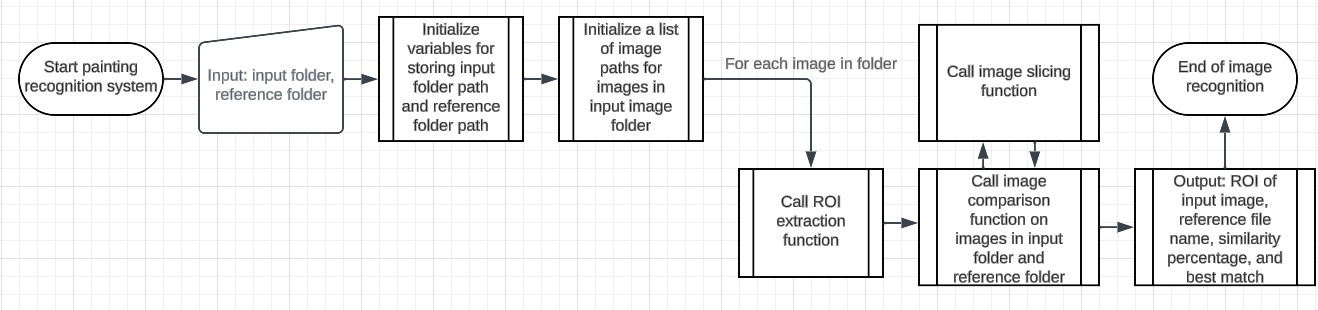 Start painting
recognition system
Input: input folder,
reference folder
Initialize
variables for
storing input
folder path
and reference
folder path
Initialize a list
of image
paths for
images in
input image
folder
For each image in folder
Call ROI
extraction
function
Call image slicing
function
Call image
comparison
function on
images in input
folder and
reference folder
Output: ROI of
input image,
reference file
name, similarity
percentage, and
best match
End of image
recognition